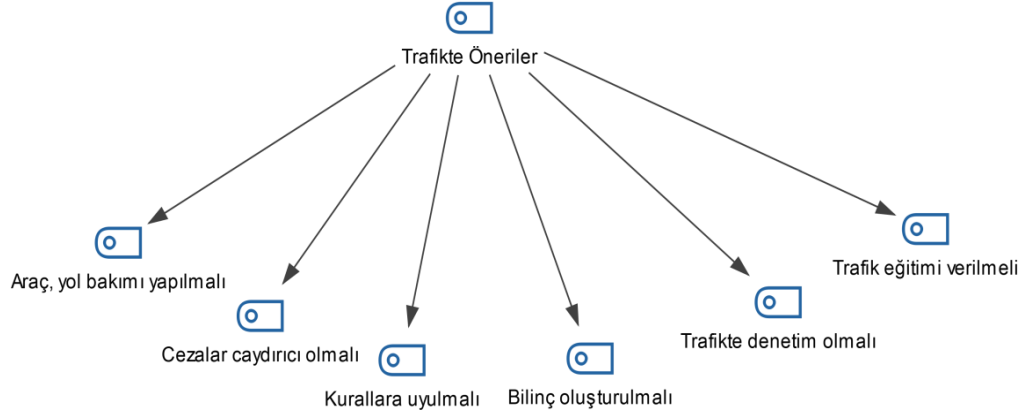 Trafikte Öneriler
Araç, yol bakımı yapılmalı
Cezalar caydırıcı olmalı
Kurallara uyulmalı
Bilinç oluşturulmalı
Trafikte denetim olmalı
Trafik eğitimi verilmeli